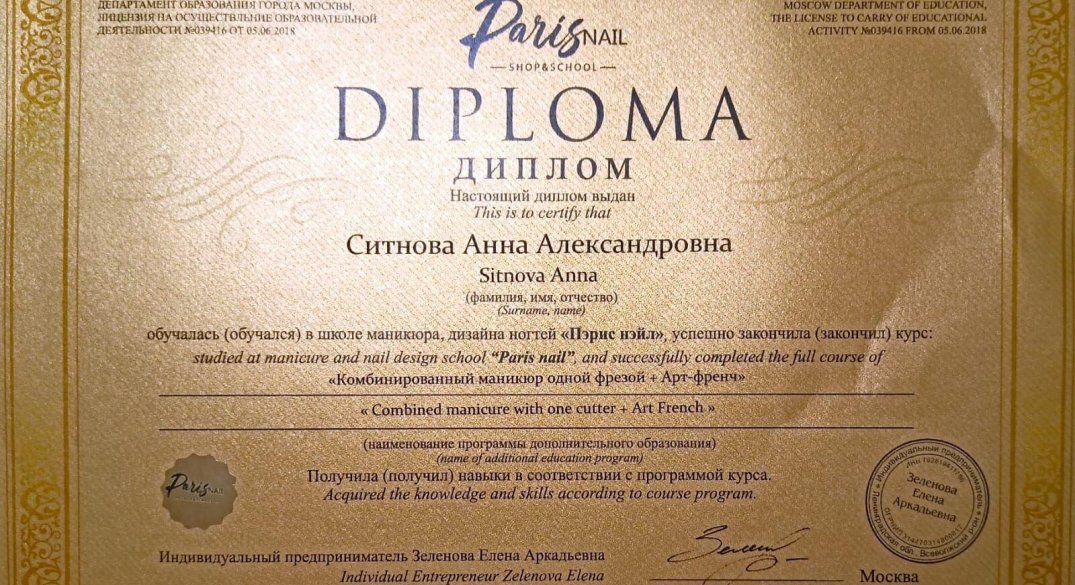 ДЕПАРТАМЕНТ ОБРАЗОВАНИЯ ГОРОДА МОСКВЫ,
ЛИЦЕНЗИЯ НА ОСУЩЕСТВЛЕНИЕ ОБРАЗОВАТЕЛЬНОЙ
ДЕЯТЕЛЬНОСТИ №039416 ОТ 05.06.2018
MOSCOW DEPARTMENT OF EDUCATION,
THE LICENSE TO CARRY OF EDUCATIONAL
ACTIVITY №039416 FROM 05.06.2018
Paris NAIL
SHOP&SCHOOL
DIPLOMA
ДИПЛОМ
Настоящий диплом выдан
This is to certify that
Ситнова Анна Александровна
Sitnova Anna
(фамилия, имя, отчество)
(Surname, name)
обучалась (обучался) в школе маникюра, дизайна ногтей «Пэрис нэйл», успешно закончила (закончил) курс:
studied at manicure and nail design school "Paris nail", and successfully completed the full course of
«Комбинированный маникюр одной фрезой + Арт-френч»
« Combined manicure with one cutter + Art French »
(наименование программы дополнительного образования)
(name of additional education program)
Получила (получил) навыки в соответствии с программой курса.
Acquired the knowledge and skills according to course program.
Paris NAIL
Индивидуальный предприниматель
Зеленова
Елена
Аркадьевна
Ленинградская обл., Всеволжский р-он
Индивидуальный предприниматель Зеленова Елена Аркадьевна
Individual Entrepreneur Zelenova Elena
Москва